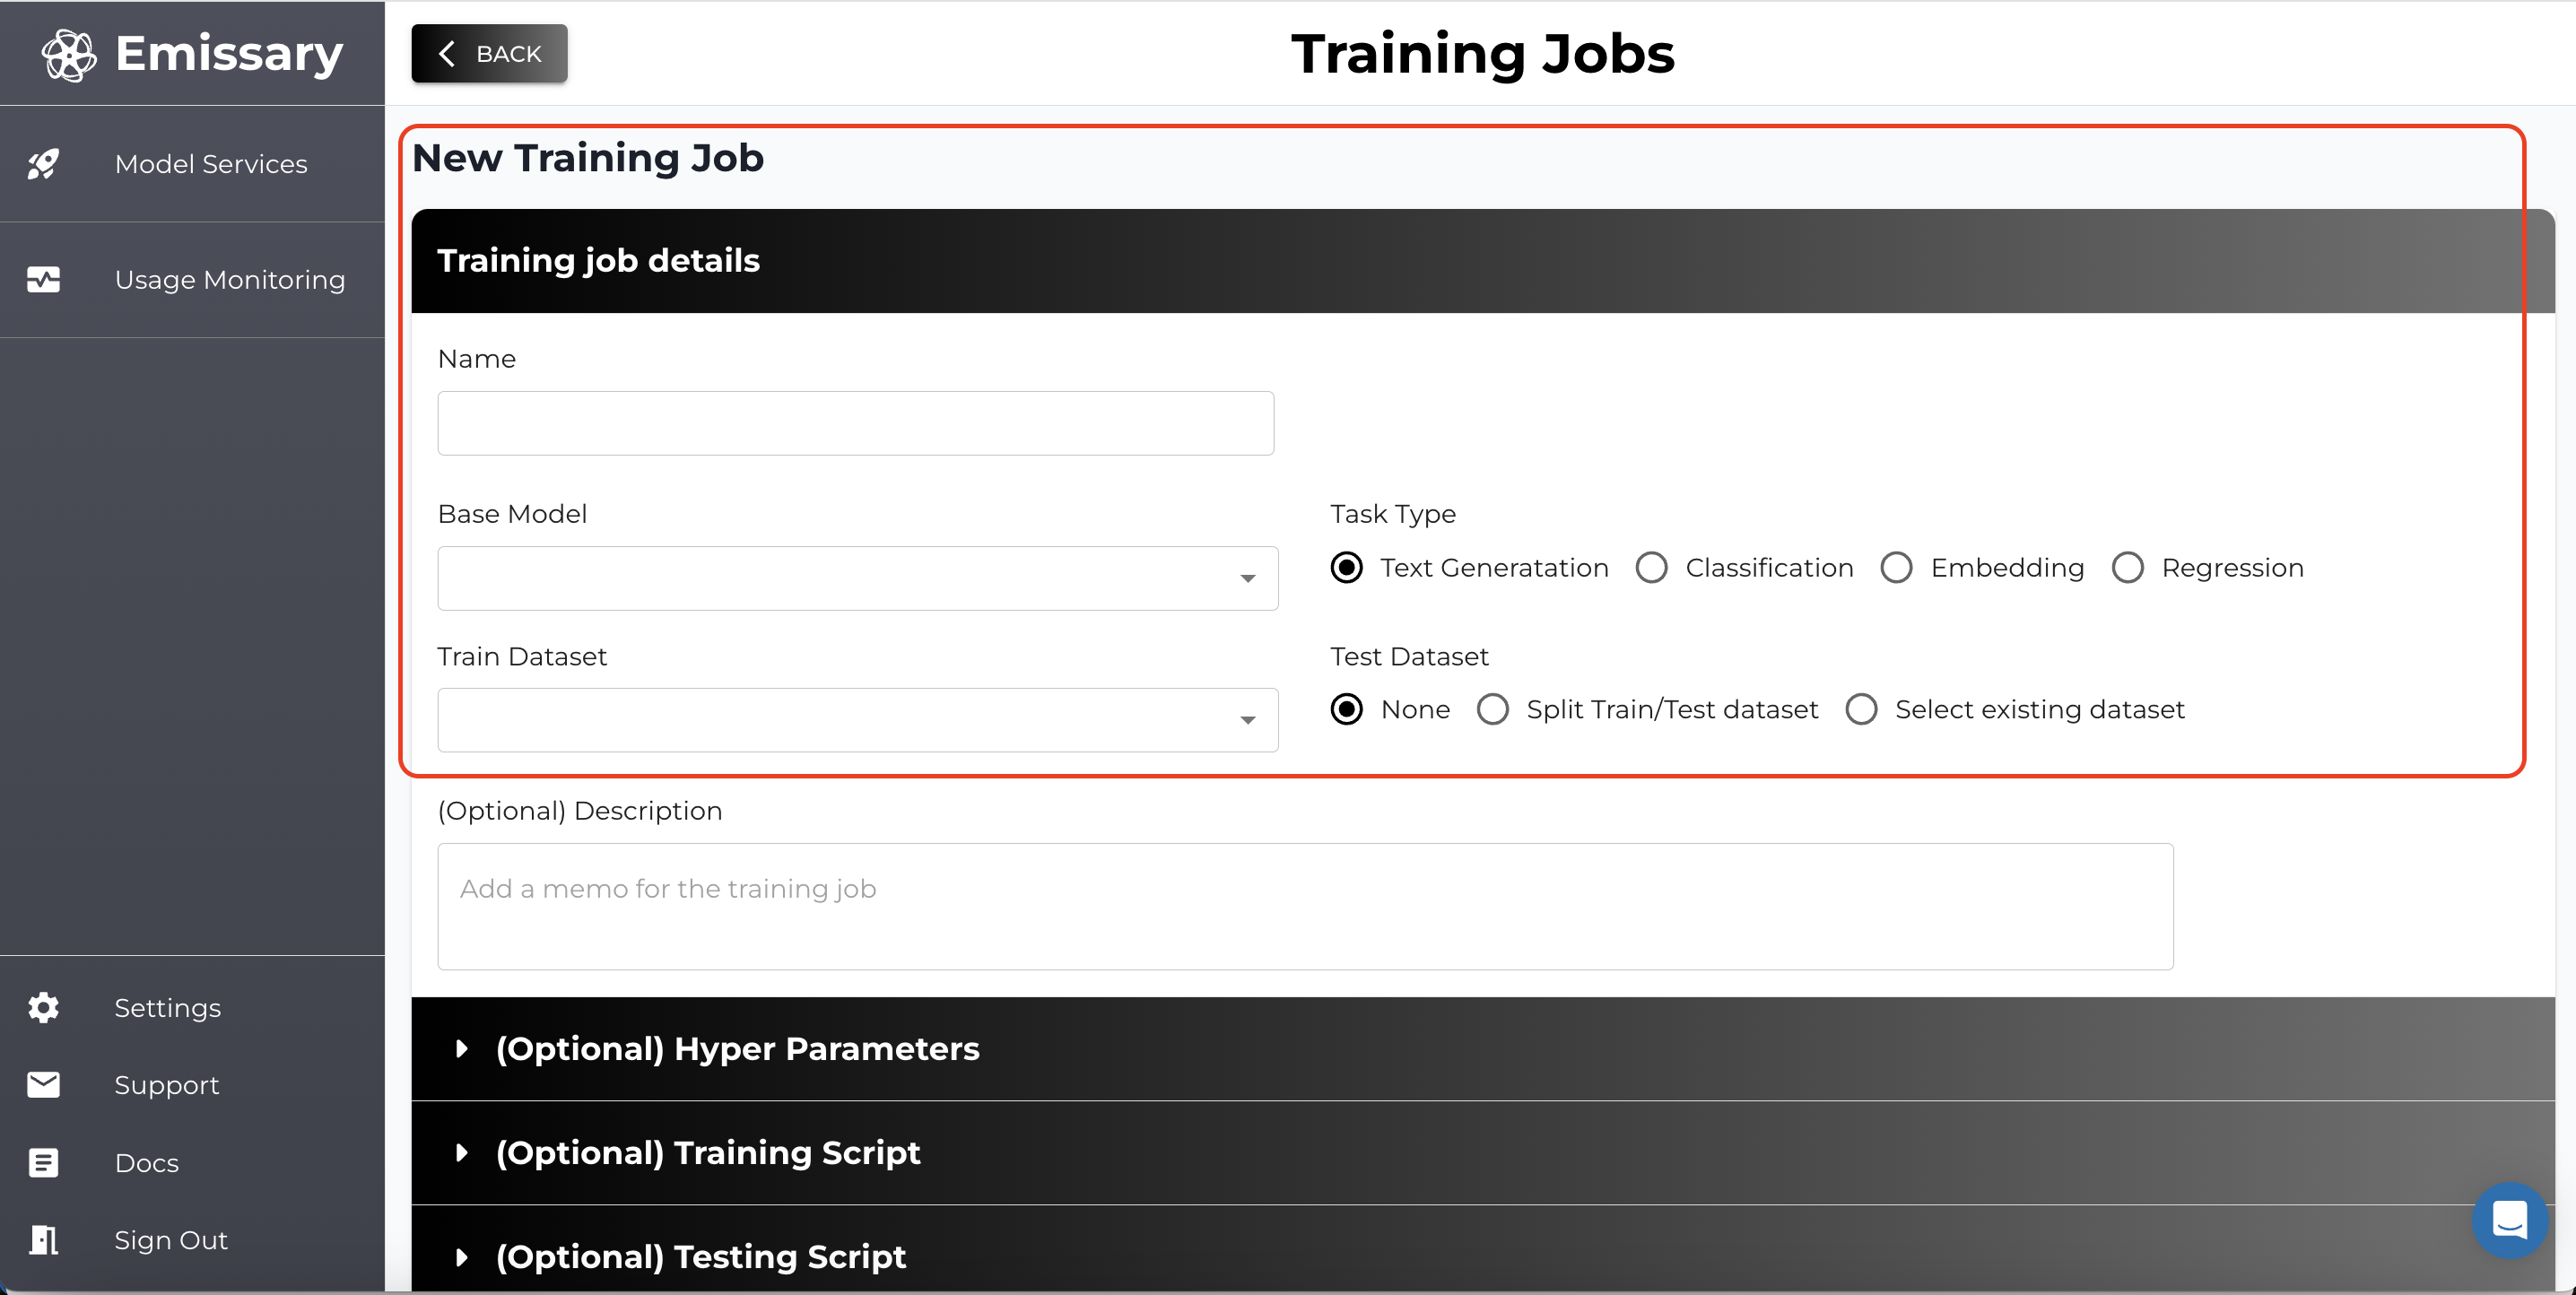 Emissary
BACK
Training Jobs
Model Services
Usage Monitoring
New Training Job
Training job details
Name
Base Model
Task Type
Text Generatation
Classification
Embedding
Regression
Train Dataset
Test Dataset
None
Split Train/Test dataset
Select existing dataset
(Optional) Description
Add a memo for the training job
(Optional) Hyper Parameters
(Optional) Training Script
(Optional) Testing Script
Settings
Support
Docs
Sign Out